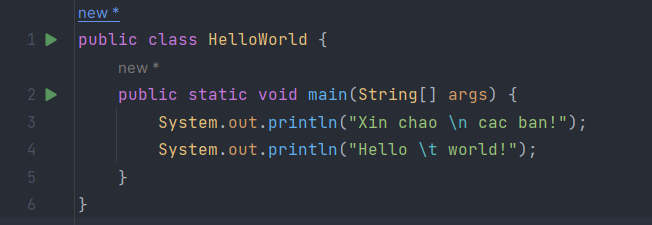 new *
1 public class HelloWorld {
new *
2 public static void main(String[] args) {
3 System.out.println("Xin chao \n cac ban!");
4 System.out.println("Hello \t world!");
5 }
6 }